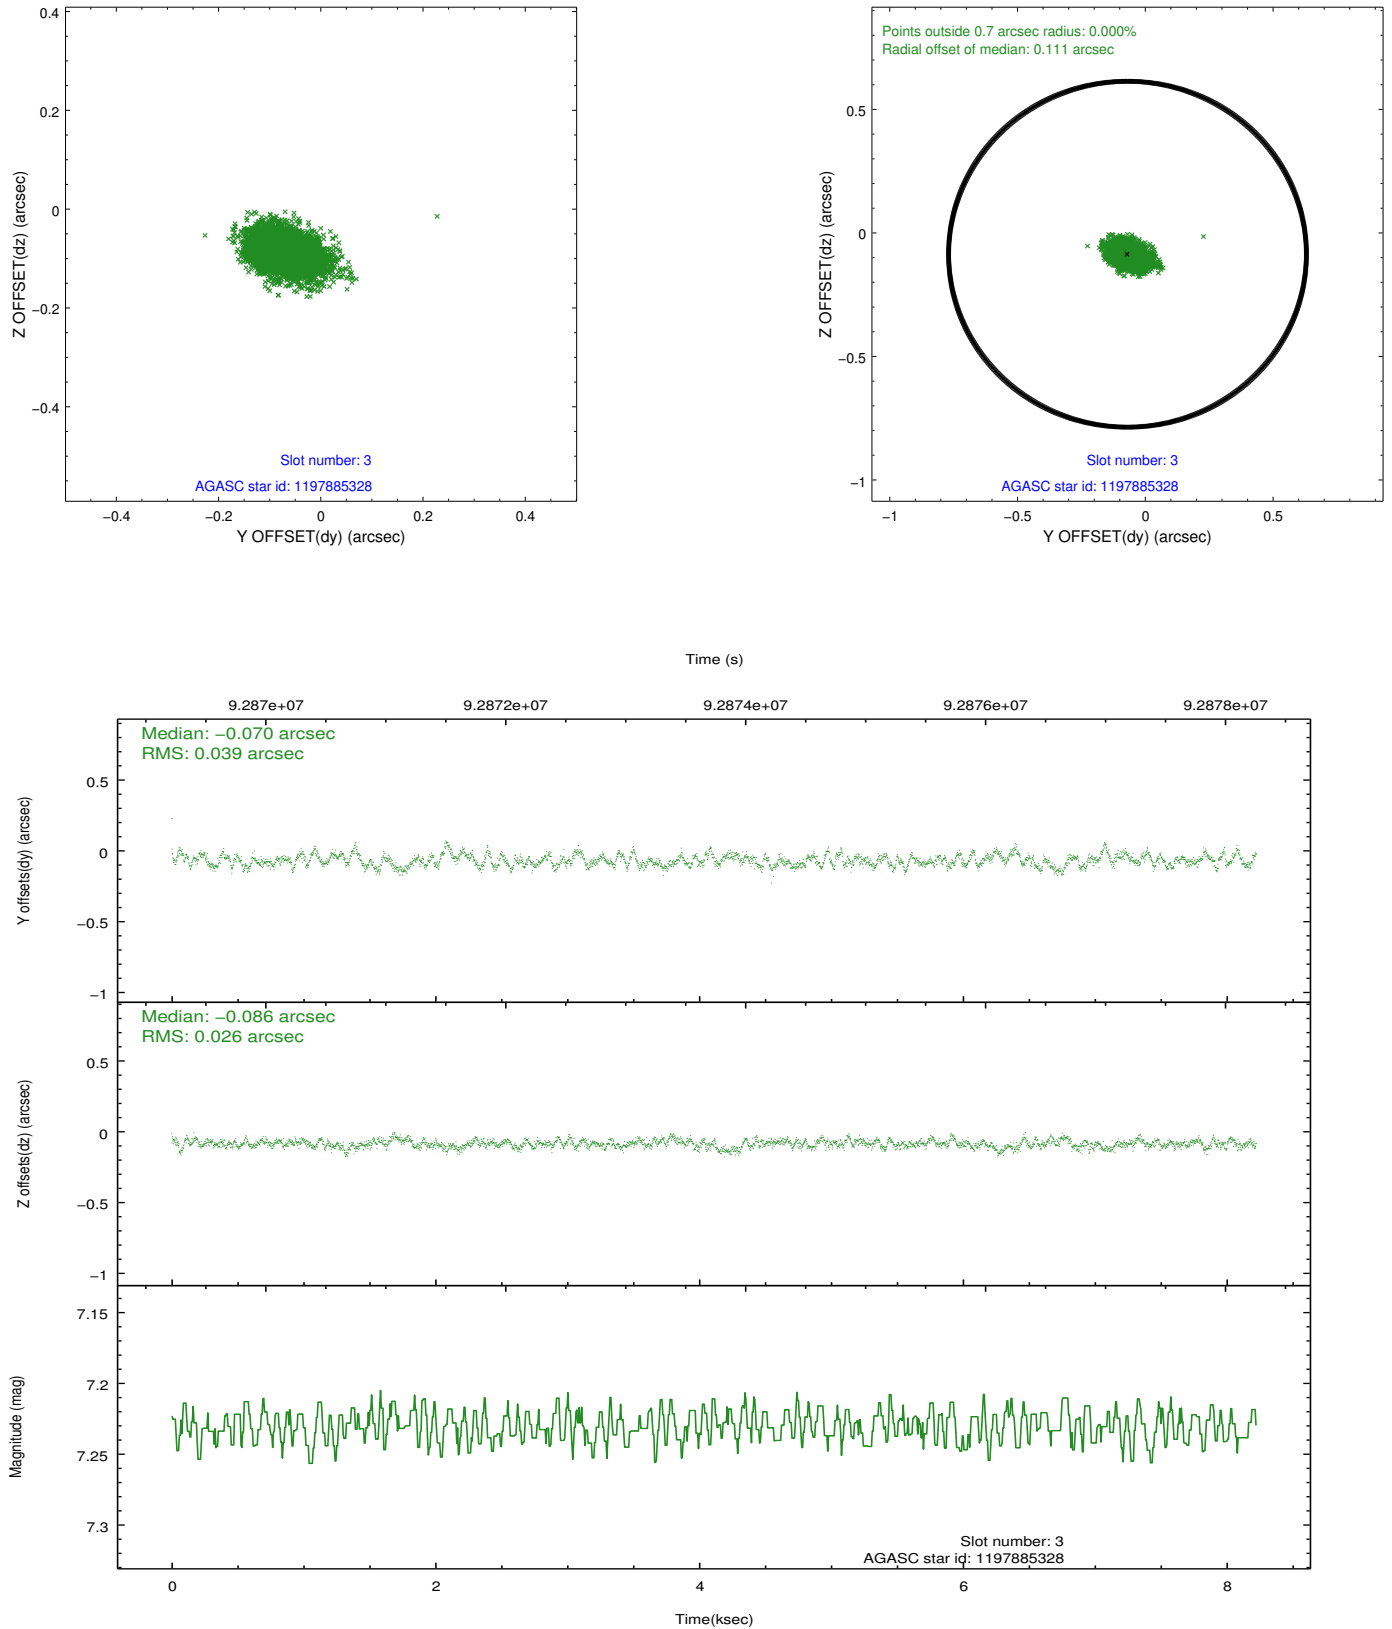 0.4
0.2
0
−0.2
−0.4
Z OFFSET(dz) (arcsec)
Slot number: 3
AGASC star id: 1197885328
−0.4
−0.2
0
0.2
0.4
Y OFFSET(dy) (arcsec)
Points outside 0.7 arcsec radius: 0.000%
Radial offset of median: 0.111 arcsec
0.5
0
−0.5
−1
Z OFFSET(dz) (arcsec)
Slot number: 3
AGASC star id: 1197885328
−1
−0.5
0
0.5
Y OFFSET(dy) (arcsec)
Time (s)
9.287e+07
9.2872e+07
9.2874e+07
9.2876e+07
9.2878e+07
Median: −0.070 arcsec
RMS: 0.039 arcsec
0.5
0
−0.5
−1
Y offsets(dy) (arcsec)
Median: −0.086 arcsec
RMS: 0.026 arcsec
0.5
0
−0.5
−1
Z offsets(dz) (arcsec)
7.15
7.2
7.25
7.3
Magnitude (mag)
Slot number: 3
AGASC star id: 1197885328
0
2
4
6
8
Time(ksec)